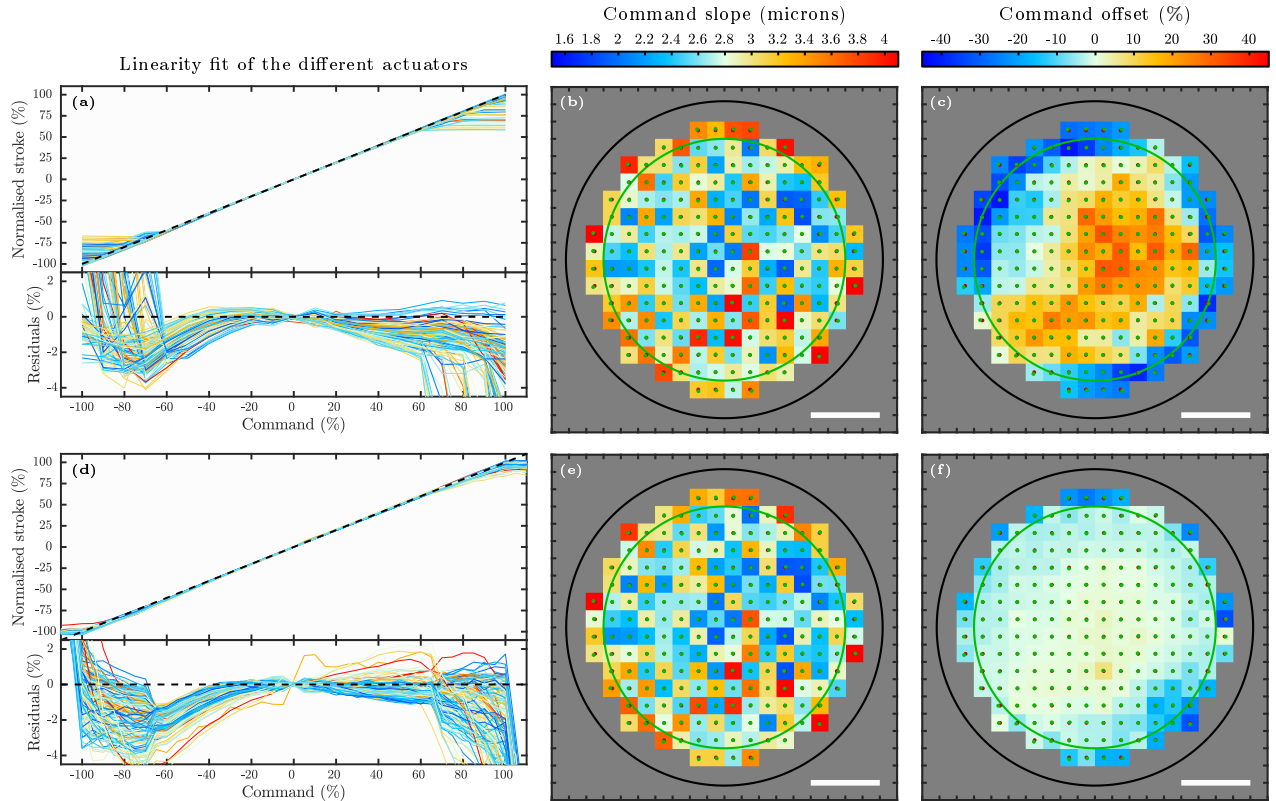 Command slope (microns)
Command offset (%)
1.6 1.8 2 2.2 2.4 2.6 2.8 3 3.2 3.4 3.6 3.8 4
-40 -30 -20 -10 0 10 20 30 40
Linearity fit of the different actuators
(a)
(b)
(c)
Normalised stroke (%)
100
75
50
25
0
-25
-50
-75
-100
Residuals (%)
2
0
-2
-4
-100 -80 -60 -40 -20 0 20 40 60 80 100
Command (%)
(d)
(e)
(f)
Normalised stroke (%)
100
75
50
25
0
-25
-50
-75
-100
Residuals (%)
2
0
-2
-4
-100 -80 -60 -40 -20 0 20 40 60 80 100
Command (%)